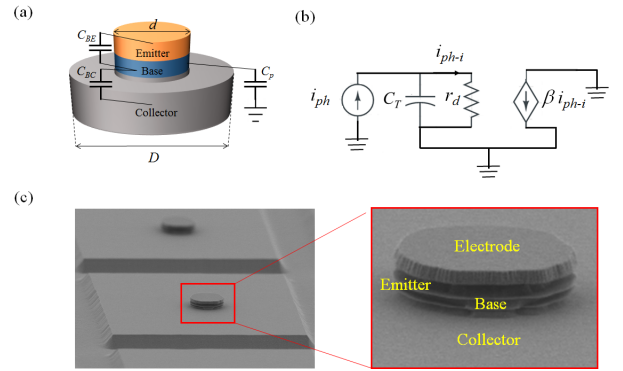 (a)
d
C_BE
Emitter
Base
C_BC
C_p
Collector
D
(b)
i_ph-i
i_ph
C_T
r_d
β i_ph-i
(c)
Electrode
Emitter
Base
Collector